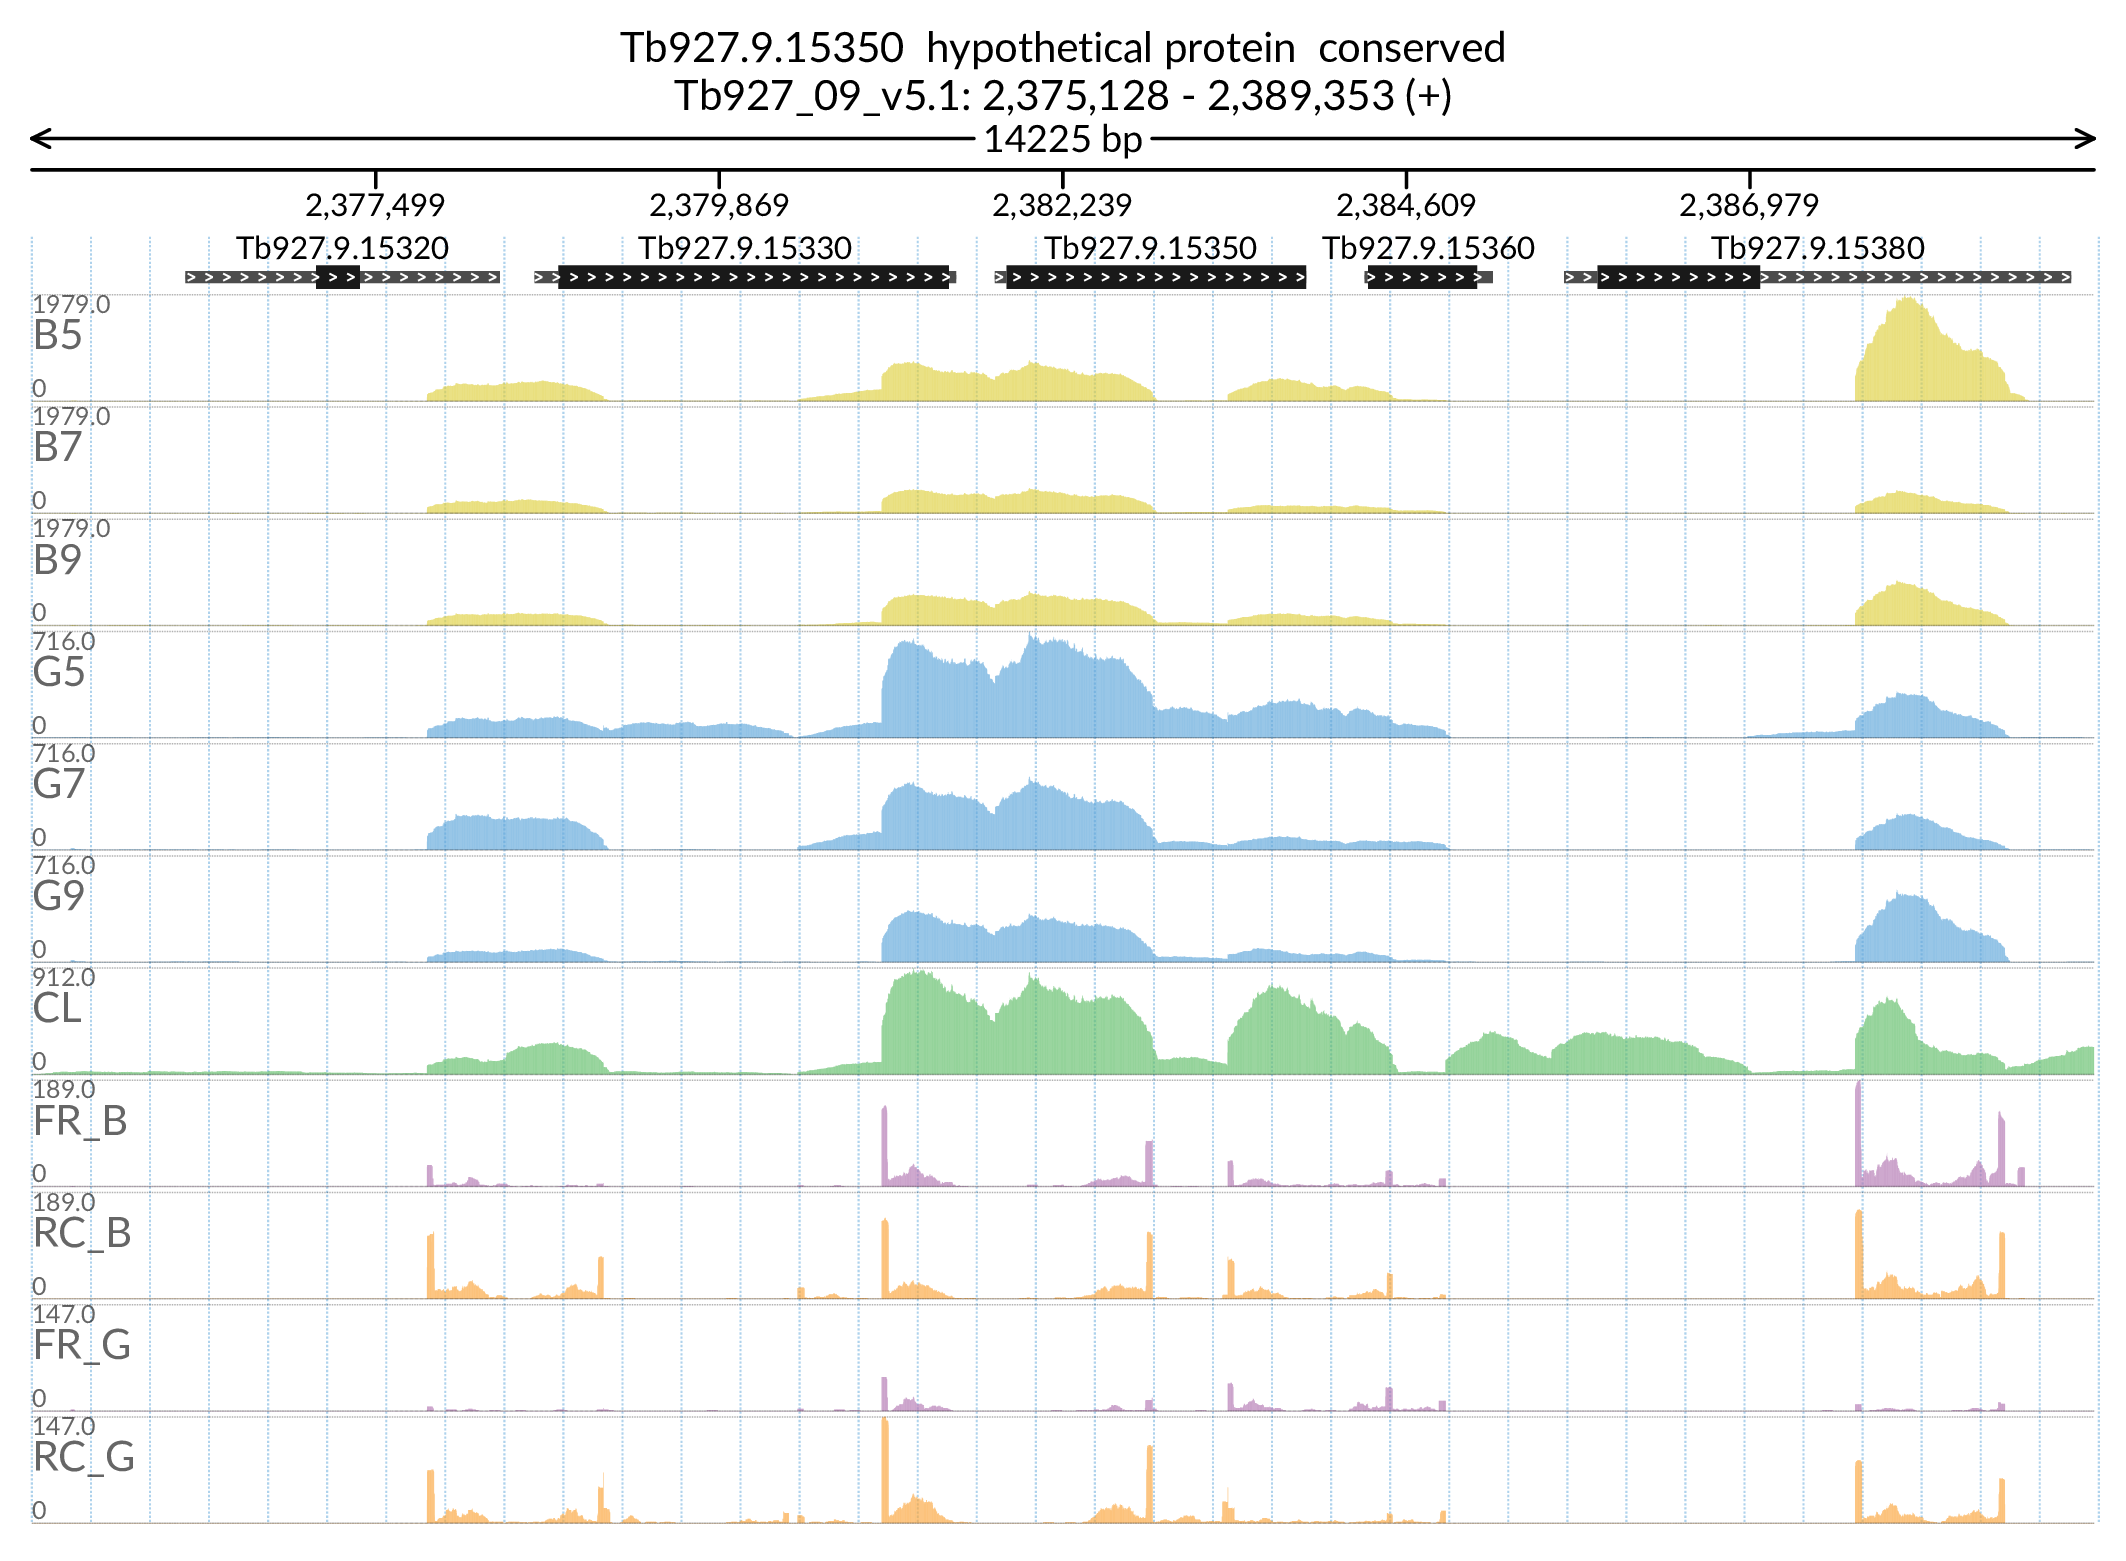 Tb927.9.15350 hypothetical protein conserved
Tb927_09_v5.1: 2,375,128 - 2,389,353 (+)
14225 bp
2,377,499 2,379,869 2,382,239 2,384,609 2,386,979
Tb927.9.15320 Tb927.9.15330 Tb927.9.15350 Tb927.9.15360 Tb927.9.15380
1979.0
B5
0
1979.0
B7
0
1979.0
B9
0
716.0
G5
0
716.0
G7
0
716.0
G9
0
912.0
CL
0
189.0
FR_B
0
189.0
RC_B
0
147.0
FR_G
0
147.0
RC_G
0